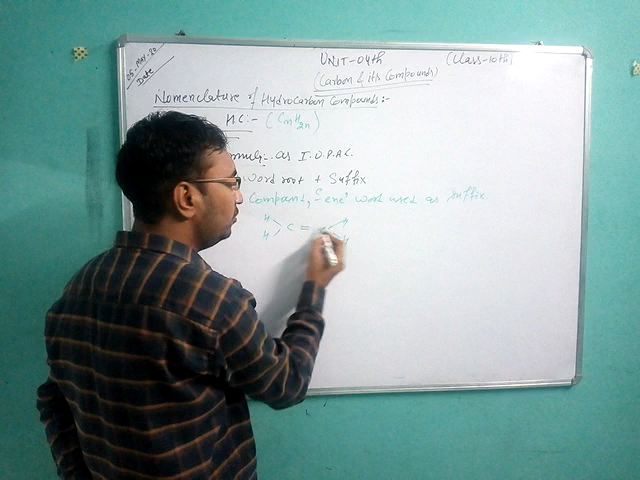 05-MAY-20
Date
UNIT-04th (Class-10th)
(Carbon & its Compounds)
Nomenclature of Hydrocarbon Compounds:-
H.C:- (CnH2n)
as I.U.P.A.C.
word root + Suffix
Compound, 'ene' word used as suffix
H H
C =
H H